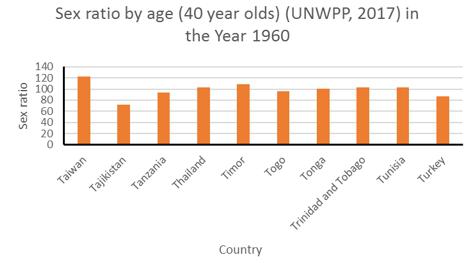 Sex ratio by age (40 year olds) (UNWPP, 2017) in
the Year 1960
140
120
100
80
60
40
20
0
Sex ratio
Taiwan
Tajikistan
Tanzania
Thailand
Timor
Togo
Tonga
Trinidad and Tobago
Tunisia
Turkey
Country